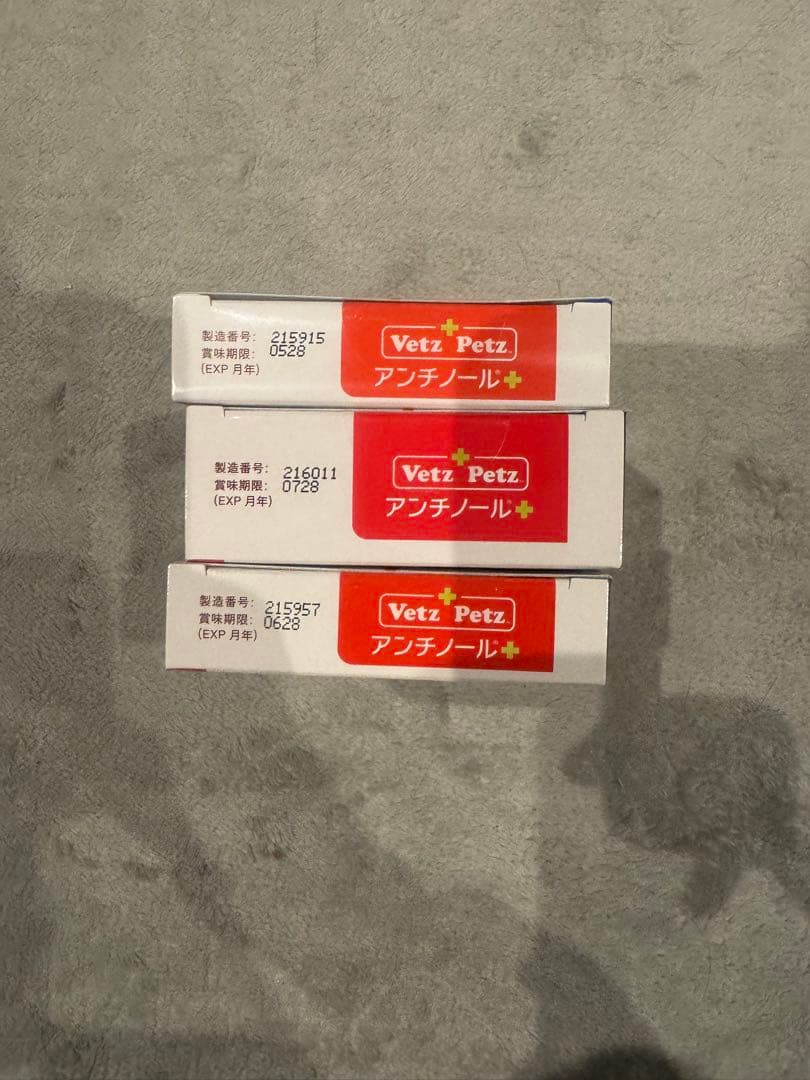 製造番号: 215915
賞味期限: 0528
(EXP 月年)
Vetz Petz
アンチノール
製造番号: 216011
賞味期限: 0728
(EXP 月年)
Vetz Petz
アンチノール
製造番号: 215957
賞味期限: 0628
(EXP 月年)
Vetz Petz
アンチノール